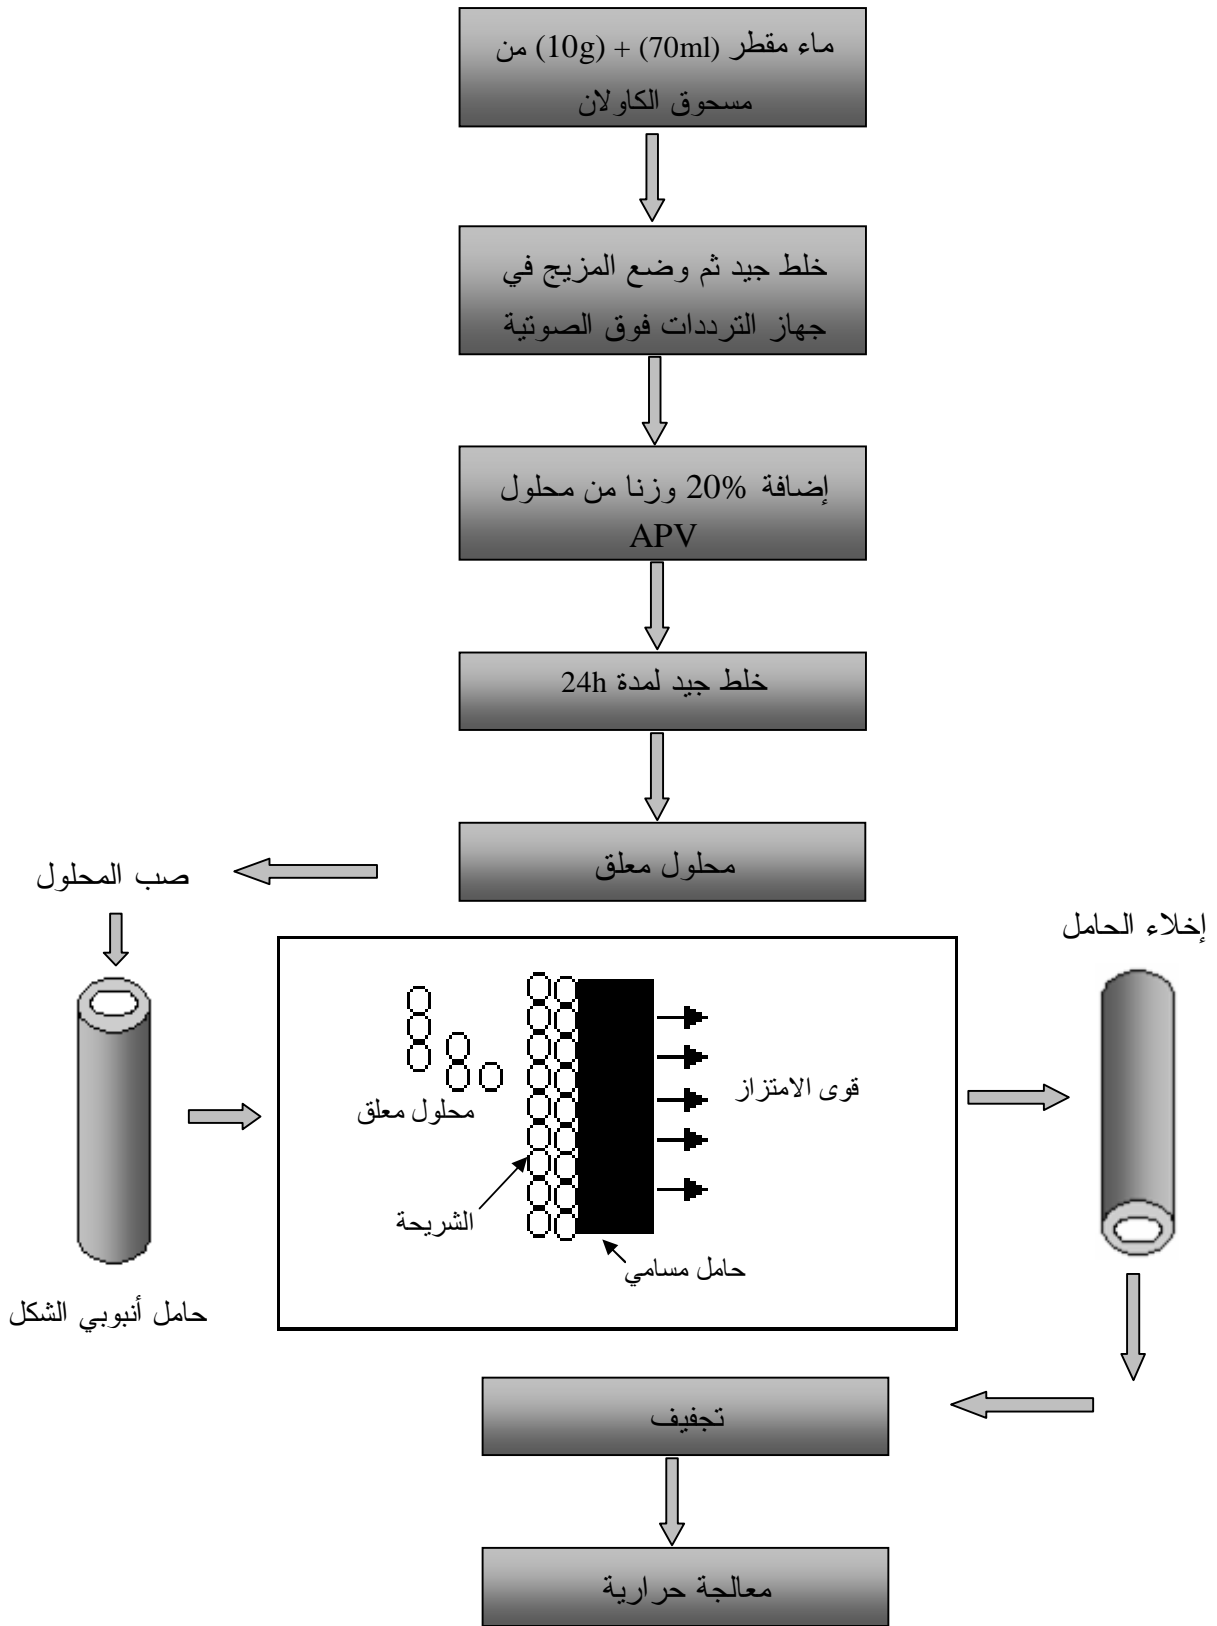 ماء مقطر (70ml) + (10g) من
مسحوق الكاولان
خلط جيد ثم وضع المزيج في
جهاز الترددات فوق الصوتية
إضافة 20% وزنا من محلول
APV
خلط جيد لمدة 24h
محلول معلق
صب المحلول
إخلاء الحامل
قوى الامتزاز
محلول معلق
الشريحة
حامل مسامي
حامل أنبوبي الشكل
تجفيف
معالجة حرارية